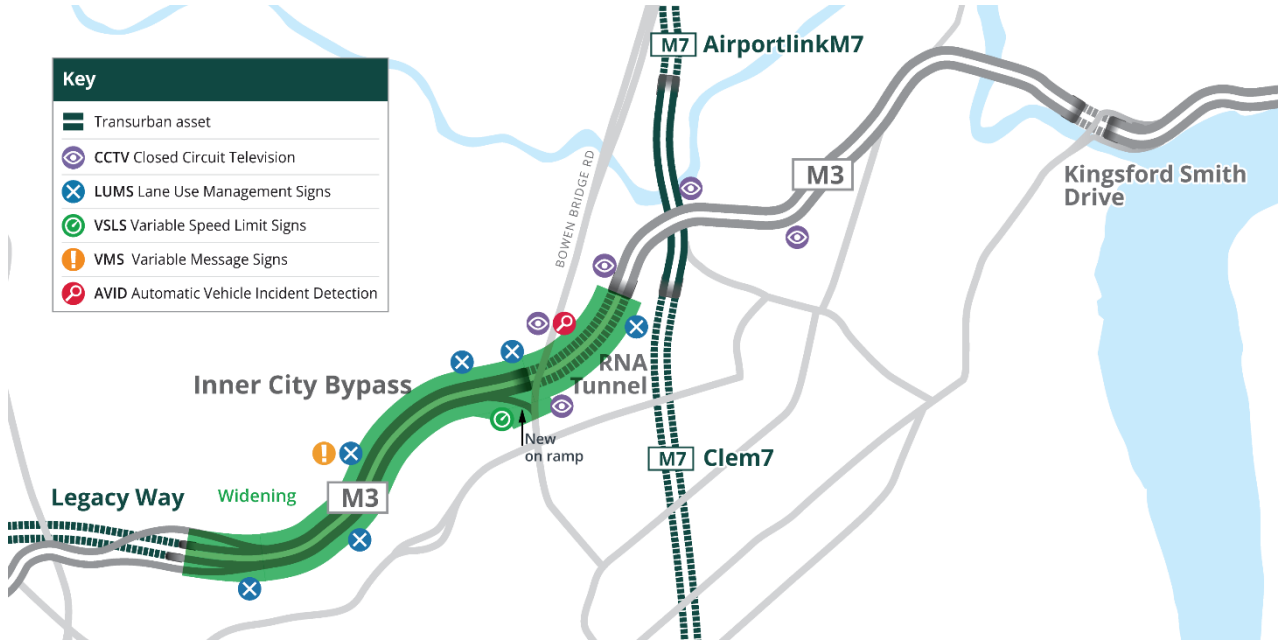 M7 AirportlinkM7
Key
Transurban asset
CCTV Closed Circuit Television
LUMS Lane Use Management Signs
VSLS Variable Speed Limit Signs
VMS Variable Message Signs
AVID Automatic Vehicle Incident Detection
BOWEN BRIDGE RD
M3
Kingsford Smith
Drive
Inner City Bypass
RNA
Tunnel
New
on ramp
M7 Clem7
Legacy Way
Widening
M3